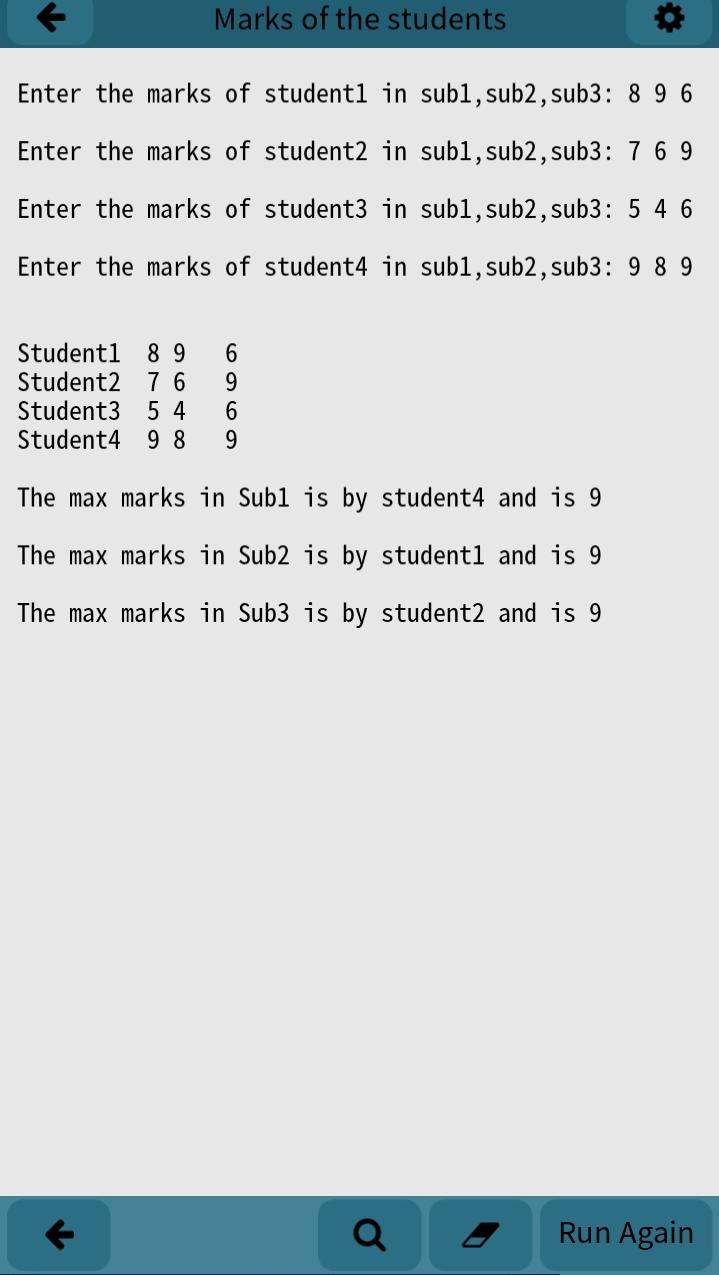 Marks of the students
Enter the marks of student1 in sub1,sub2,sub3: 8 9 6
Enter the marks of student2 in sub1,sub2,sub3: 7 6 9
Enter the marks of student3 in sub1,sub2,sub3: 5 4 6
Enter the marks of student4 in sub1,sub2,sub3: 9 8 9
Student1  8 9   6
Student2  7 6   9
Student3  5 4   6
Student4  9 8   9
The max marks in Sub1 is by student4 and is 9
The max marks in Sub2 is by student1 and is 9
The max marks in Sub3 is by student2 and is 9
Run Again